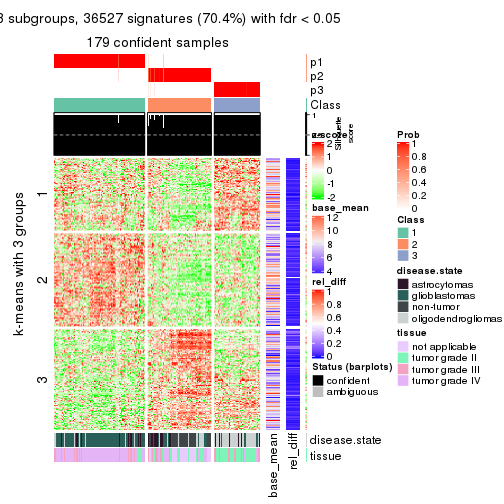 3 subgroups, 36527 signatures (70.4%) with fdr < 0.05
179 confident samples
p1
p2
p3
Class
1
Silhouette
score
k-means with 3 groups
1
2
3
disease.state
tissue
base_mean
rel_diff
z-score
2
1
0
-1
-2
base_mean
12
10
8
6
4
rel_diff
1
0.8
0.6
0.4
0.2
0
Status (barplots)
confident
ambiguous
Prob
1
0.8
0.6
0.4
0.2
0
Class
1
2
3
disease.state
astrocytomas
glioblastomas
non-tumor
oligodendrogliomas
tissue
not applicable
tumor grade II
tumor grade III
tumor grade IV